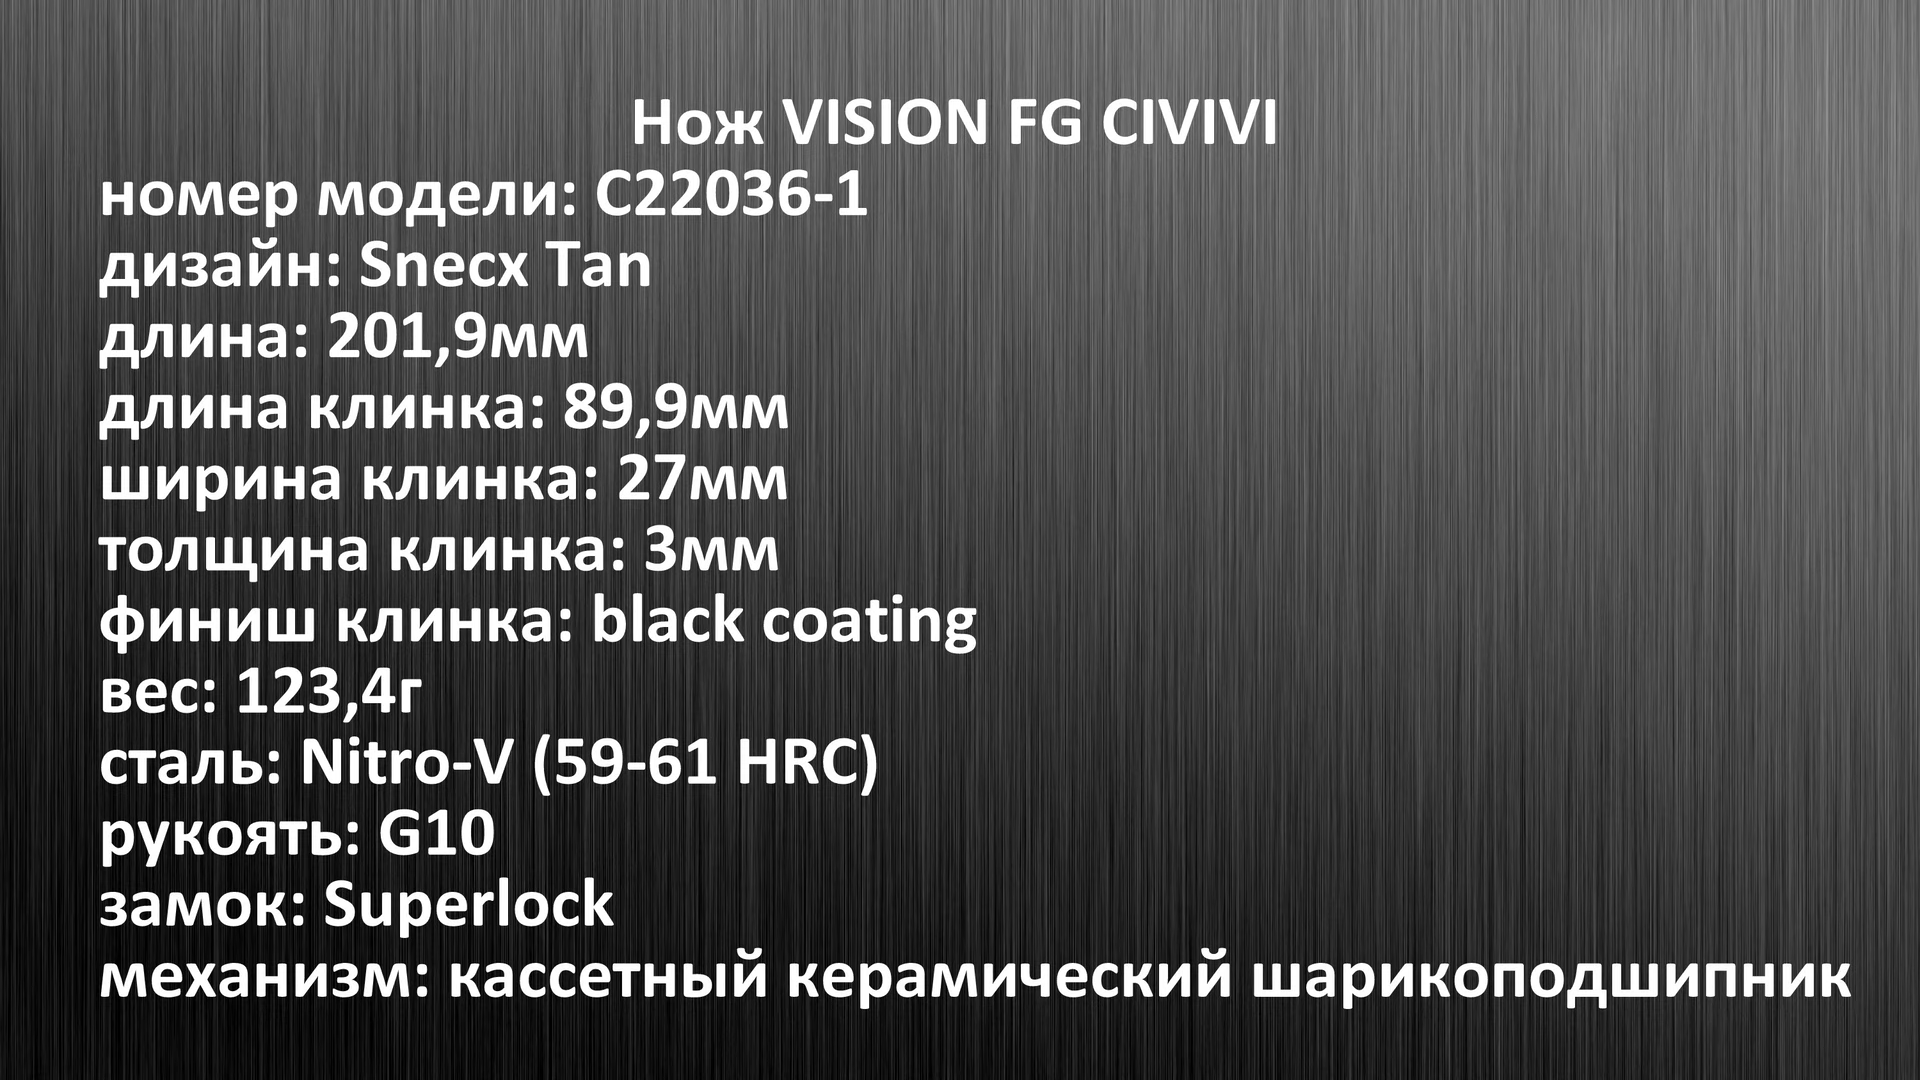 Нож VISION FG CIVIVI
номер модели: C22036-1
дизайн: Snecx Tan
длина: 201,9мм
длина клинка: 89,9мм
ширина клинка: 27мм
толщина клинка: 3мм
финиш клинка: black coating
вес: 123,4г
сталь: Nitro-V (59-61 HRC)
рукоять: G10
замок: Superlock
механизм: кассетный керамический шарикоподшипник